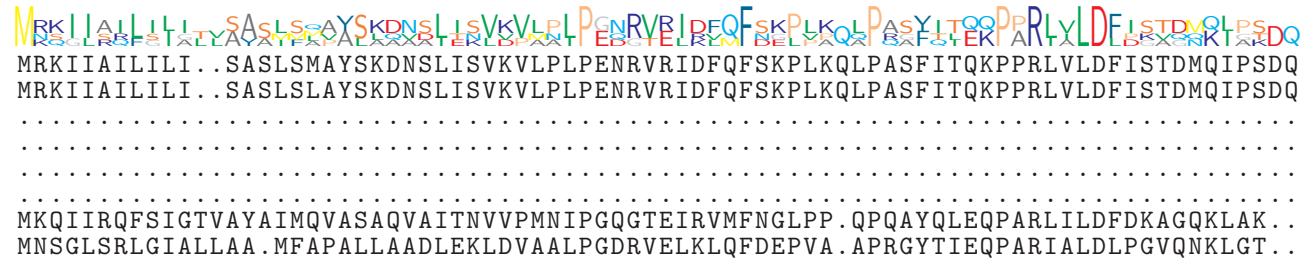 MRKIIAILILI..SASLSMAYSKDNSLISVKVLPLPENRVRIDFQFSKPLKQLPASFITQKPPRLVLDFISTDMQIPSDQ
MRKIIAILILI..SASLSLAYSKDNSLISVKVLPLPENRVRIDFQFSKPLKQLPASFITQKPPRLVLDFISTDMQIPSDQ
................................................................................
................................................................................
................................................................................
................................................................................
MKQIIRQFSIGTVAYAIMQVASAQVAITNVVPMNIPGQGTEIRVMFNGLPP.QPQAYQLEQPARLILDFDKAGQKLAK..
MNSGLSRLGIALLAA.MFAPALLAADLEKLDVAALPGDRVELKLQFDEPVA.APRGYTIEQPARIALDLPGVQNKLGT..